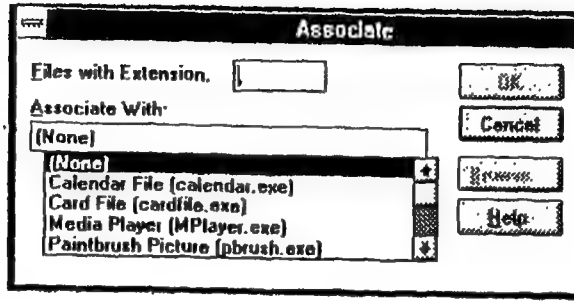 Associate
Files with Extension.
OK
Associate With:
Cancel
(None)
(None)
Browse
Calendar File (calendar.exe)
Card File (cardfile.exe)
Help
Media Player (MPlayer.exe)
Paintbrush Picture (pbrush.exe)